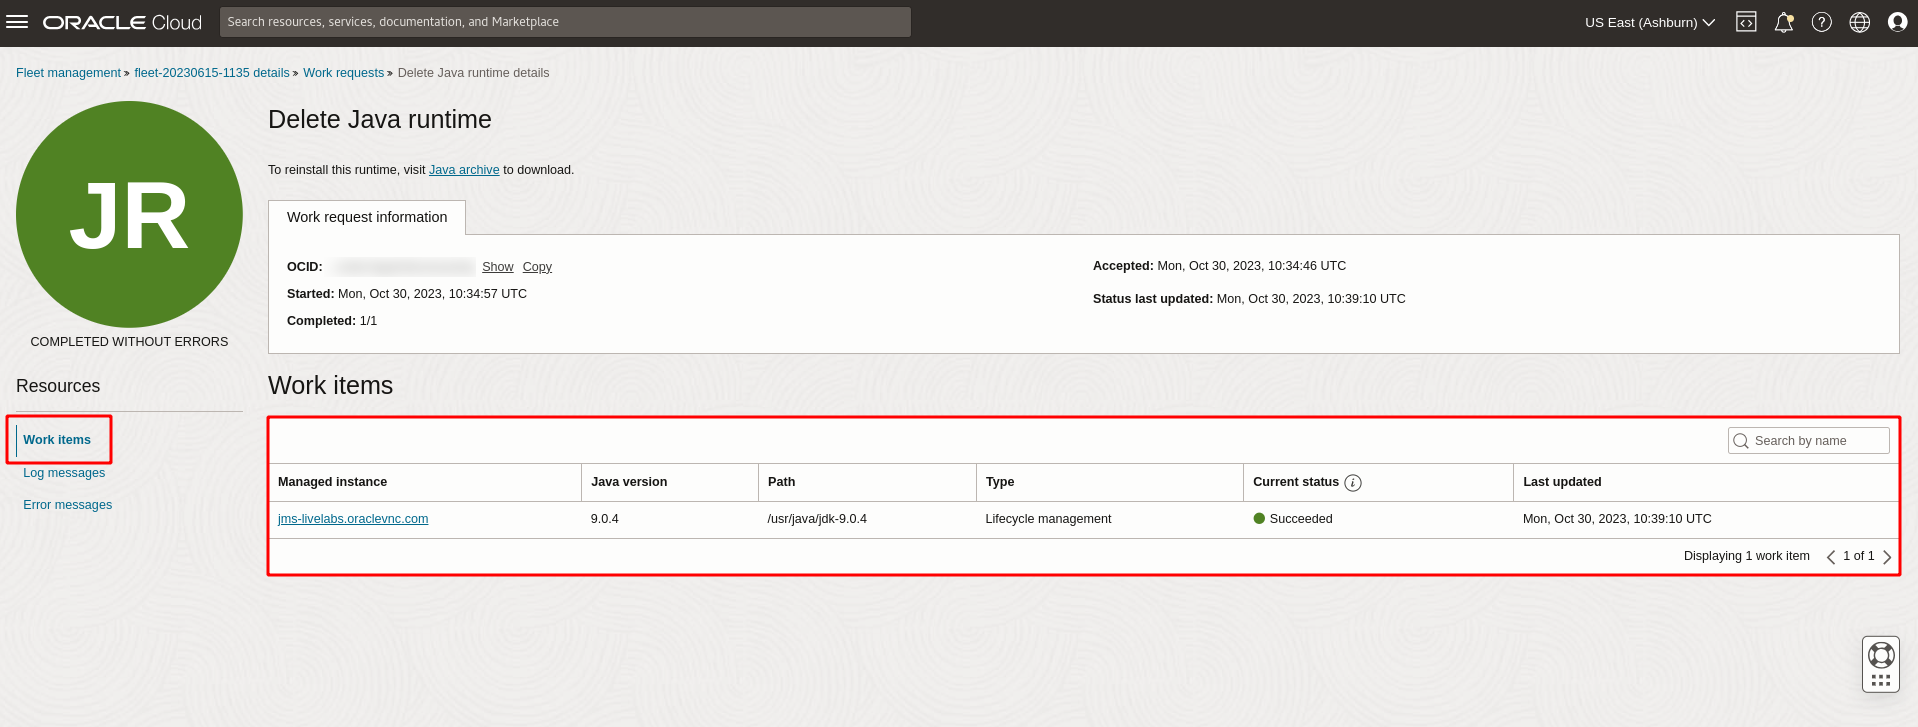 ORACLE Cloud
Search resources, services, documentation, and Marketplace
US East (Ashburn)
Fleet management » fleet-20230615-1135 details » Work requests » Delete Java runtime details
JR
COMPLETED WITHOUT ERRORS
Delete Java runtime
To reinstall this runtime, visit Java archive to download.
Work request information
OCID: Show Copy
Started: Mon, Oct 30, 2023, 10:34:57 UTC
Completed: 1/1
Accepted: Mon, Oct 30, 2023, 10:34:46 UTC
Status last updated: Mon, Oct 30, 2023, 10:39:10 UTC
Resources
Work items
Log messages
Error messages
Work items
Search by name
Managed instance Java version Path Type Current status Last updated
jms-livelabs.oraclevnc.com 9.0.4 /usr/java/jdk-9.0.4 Lifecycle management Succeeded Mon, Oct 30, 2023, 10:39:10 UTC
Displaying 1 work item 1 of 1